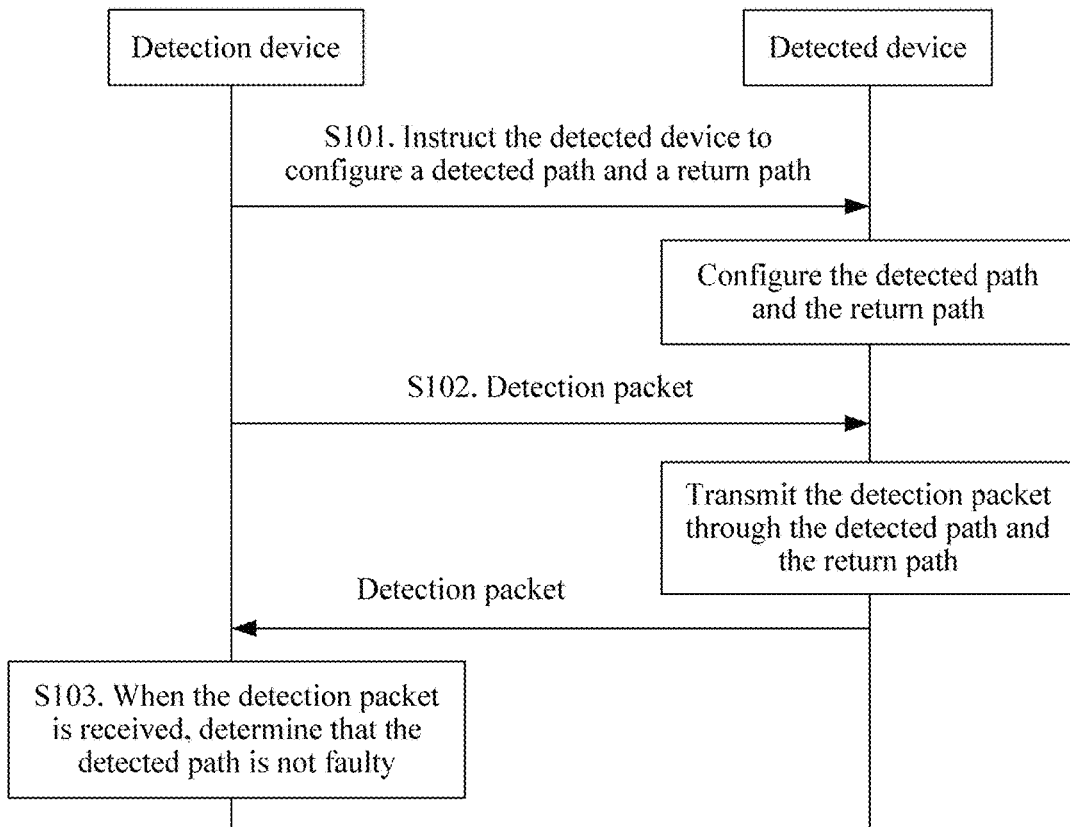 Detection device
Detected device
S101. Instruct the detected device to
configure a detected path and a return path
Configure the detected path
and the return path
S102. Detection packet
Transmit the detection packet
through the detected path and
the return path
Detection packet
S103. When the detection packet
is received, determine that the
detected path is not faulty